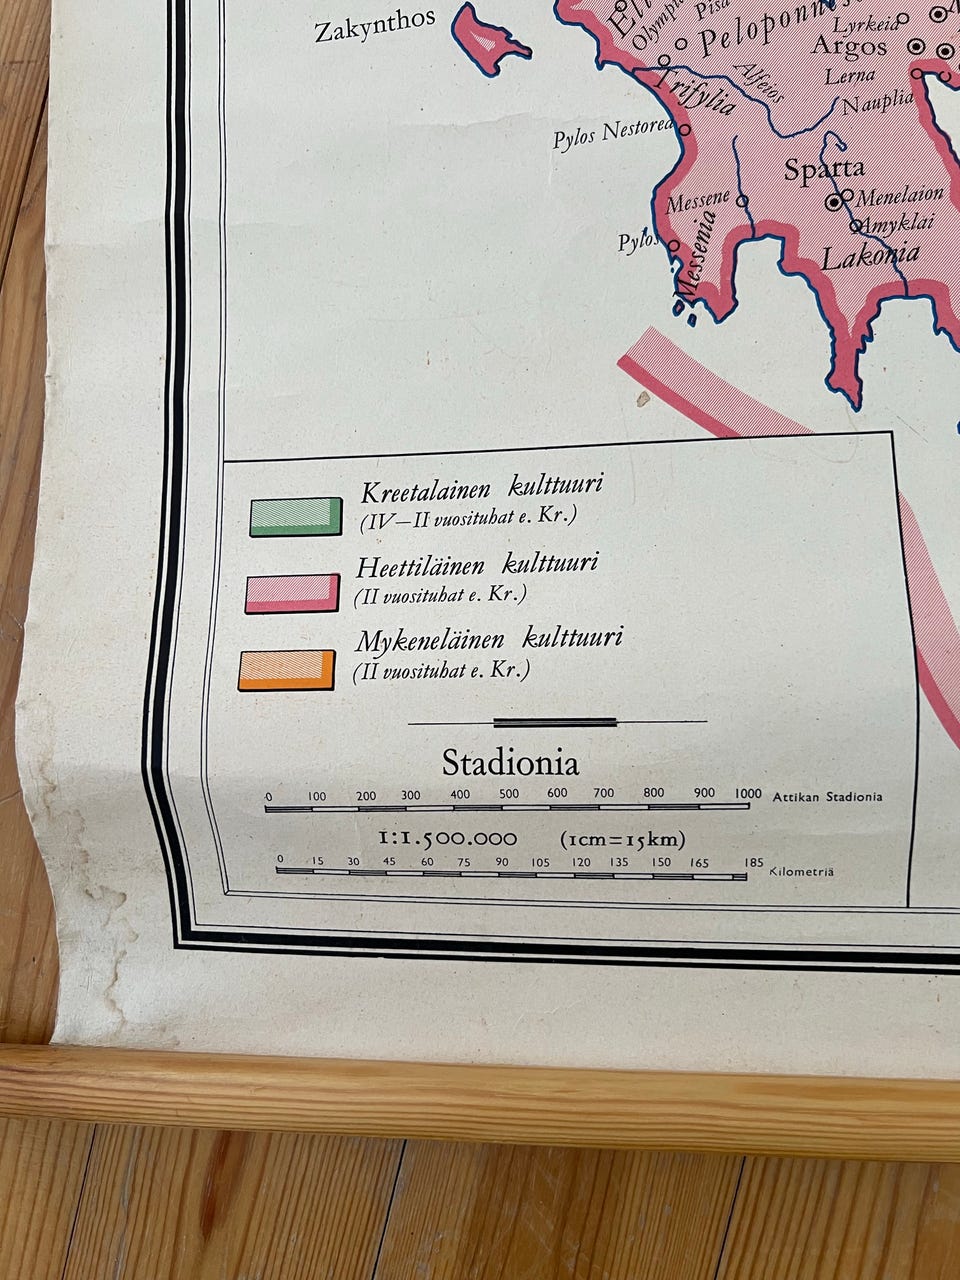 Zakynthos
Olympia
Pisa
Peloponnesos
Lyrkeia
Argos
Lerna
Nauplia
Alfeios
Trifylia
Pylos Nestorea
Sparta
Messene
Menelaion
Amyklai
Pylos
Messenia
Lakonia
Kreetalainen kulttuuri
(IV—II vuosituhat e. Kr.)
Heettiläinen kulttuuri
(II vuosituhat e. Kr.)
Mykeneläinen kulttuuri
(II vuosituhat e. Kr.)
Stadionia
0 100 200 300 400 500 600 700 800 900 1000 Attikan Stadionia
1:1.500.000 (1cm=15km)
0 15 30 45 60 75 90 105 120 135 150 165 185 Kilometriä